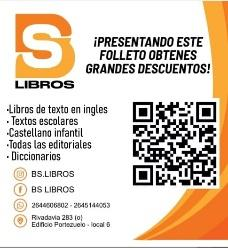 BS
LIBROS
¡PRESENTANDO ESTE
FOLLETO OBTENES
GRANDES DESCUENTOS!
•Libros de texto en ingles
• Textos escolares
•Castellano infantil
•Todas las editoriales
• Diccionarios
BS.LIBROS
BS LIBROS
2644606802 - 2645144053
Rivadavia 283 (o)
Edificio Portezuelo - local 6